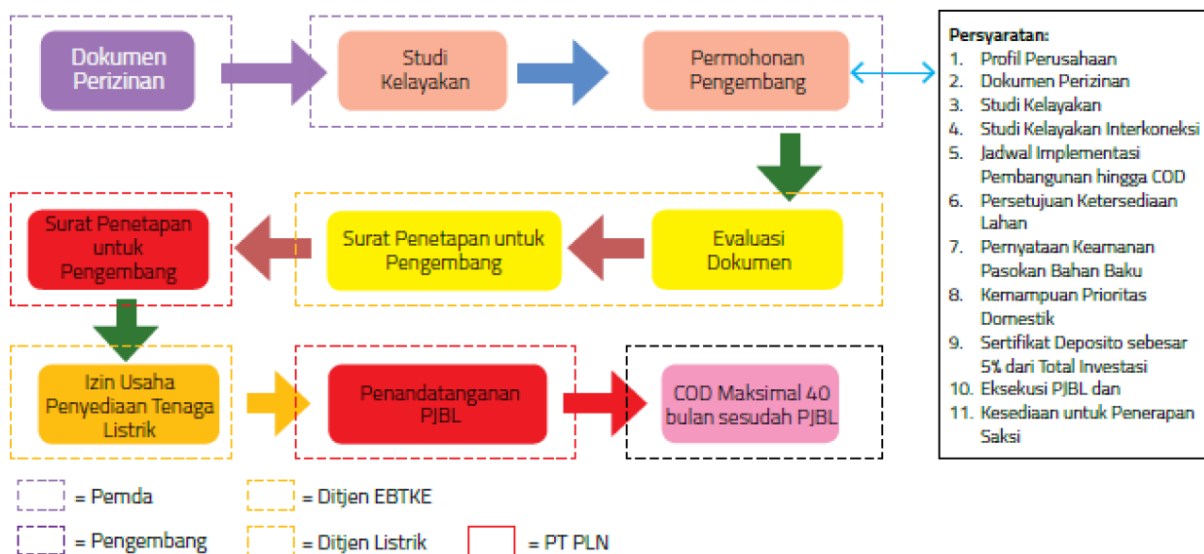 Dokumen
Perizinan
Studi
Kelayakan
Permohonan
Pengembang
Persyaratan:
1. Profil Perusahaan
2. Dokumen Perizinan
3. Studi Kelayakan
4. Studi Kelayakan Interkoneksi
5. Jadwal Implementasi
Pembangunan hingga COD
6. Persetujuan Ketersediaan
Lahan
7. Pernyataan Keamanan
Pasokan Bahan Baku
8. Kemampuan Prioritas
Domestik
9. Sertifikat Deposito sebesar
5% dari Total Investasi
10. Eksekusi PJBL dan
11. Kesediaan untuk Penerapan
Saksi
Surat Penetapan
untuk
Pengembang
Surat Penetapan untuk
Pengembang
Evaluasi
Dokumen
Izin Usaha
Penyediaan Tenaga
Listrik
Penandatanganan
PJBL
COD Maksimal 40
bulan sesudah PJBL
= Pemda
= Ditjen EBTKE
= Pengembang
= Ditjen Listrik
= PT PLN